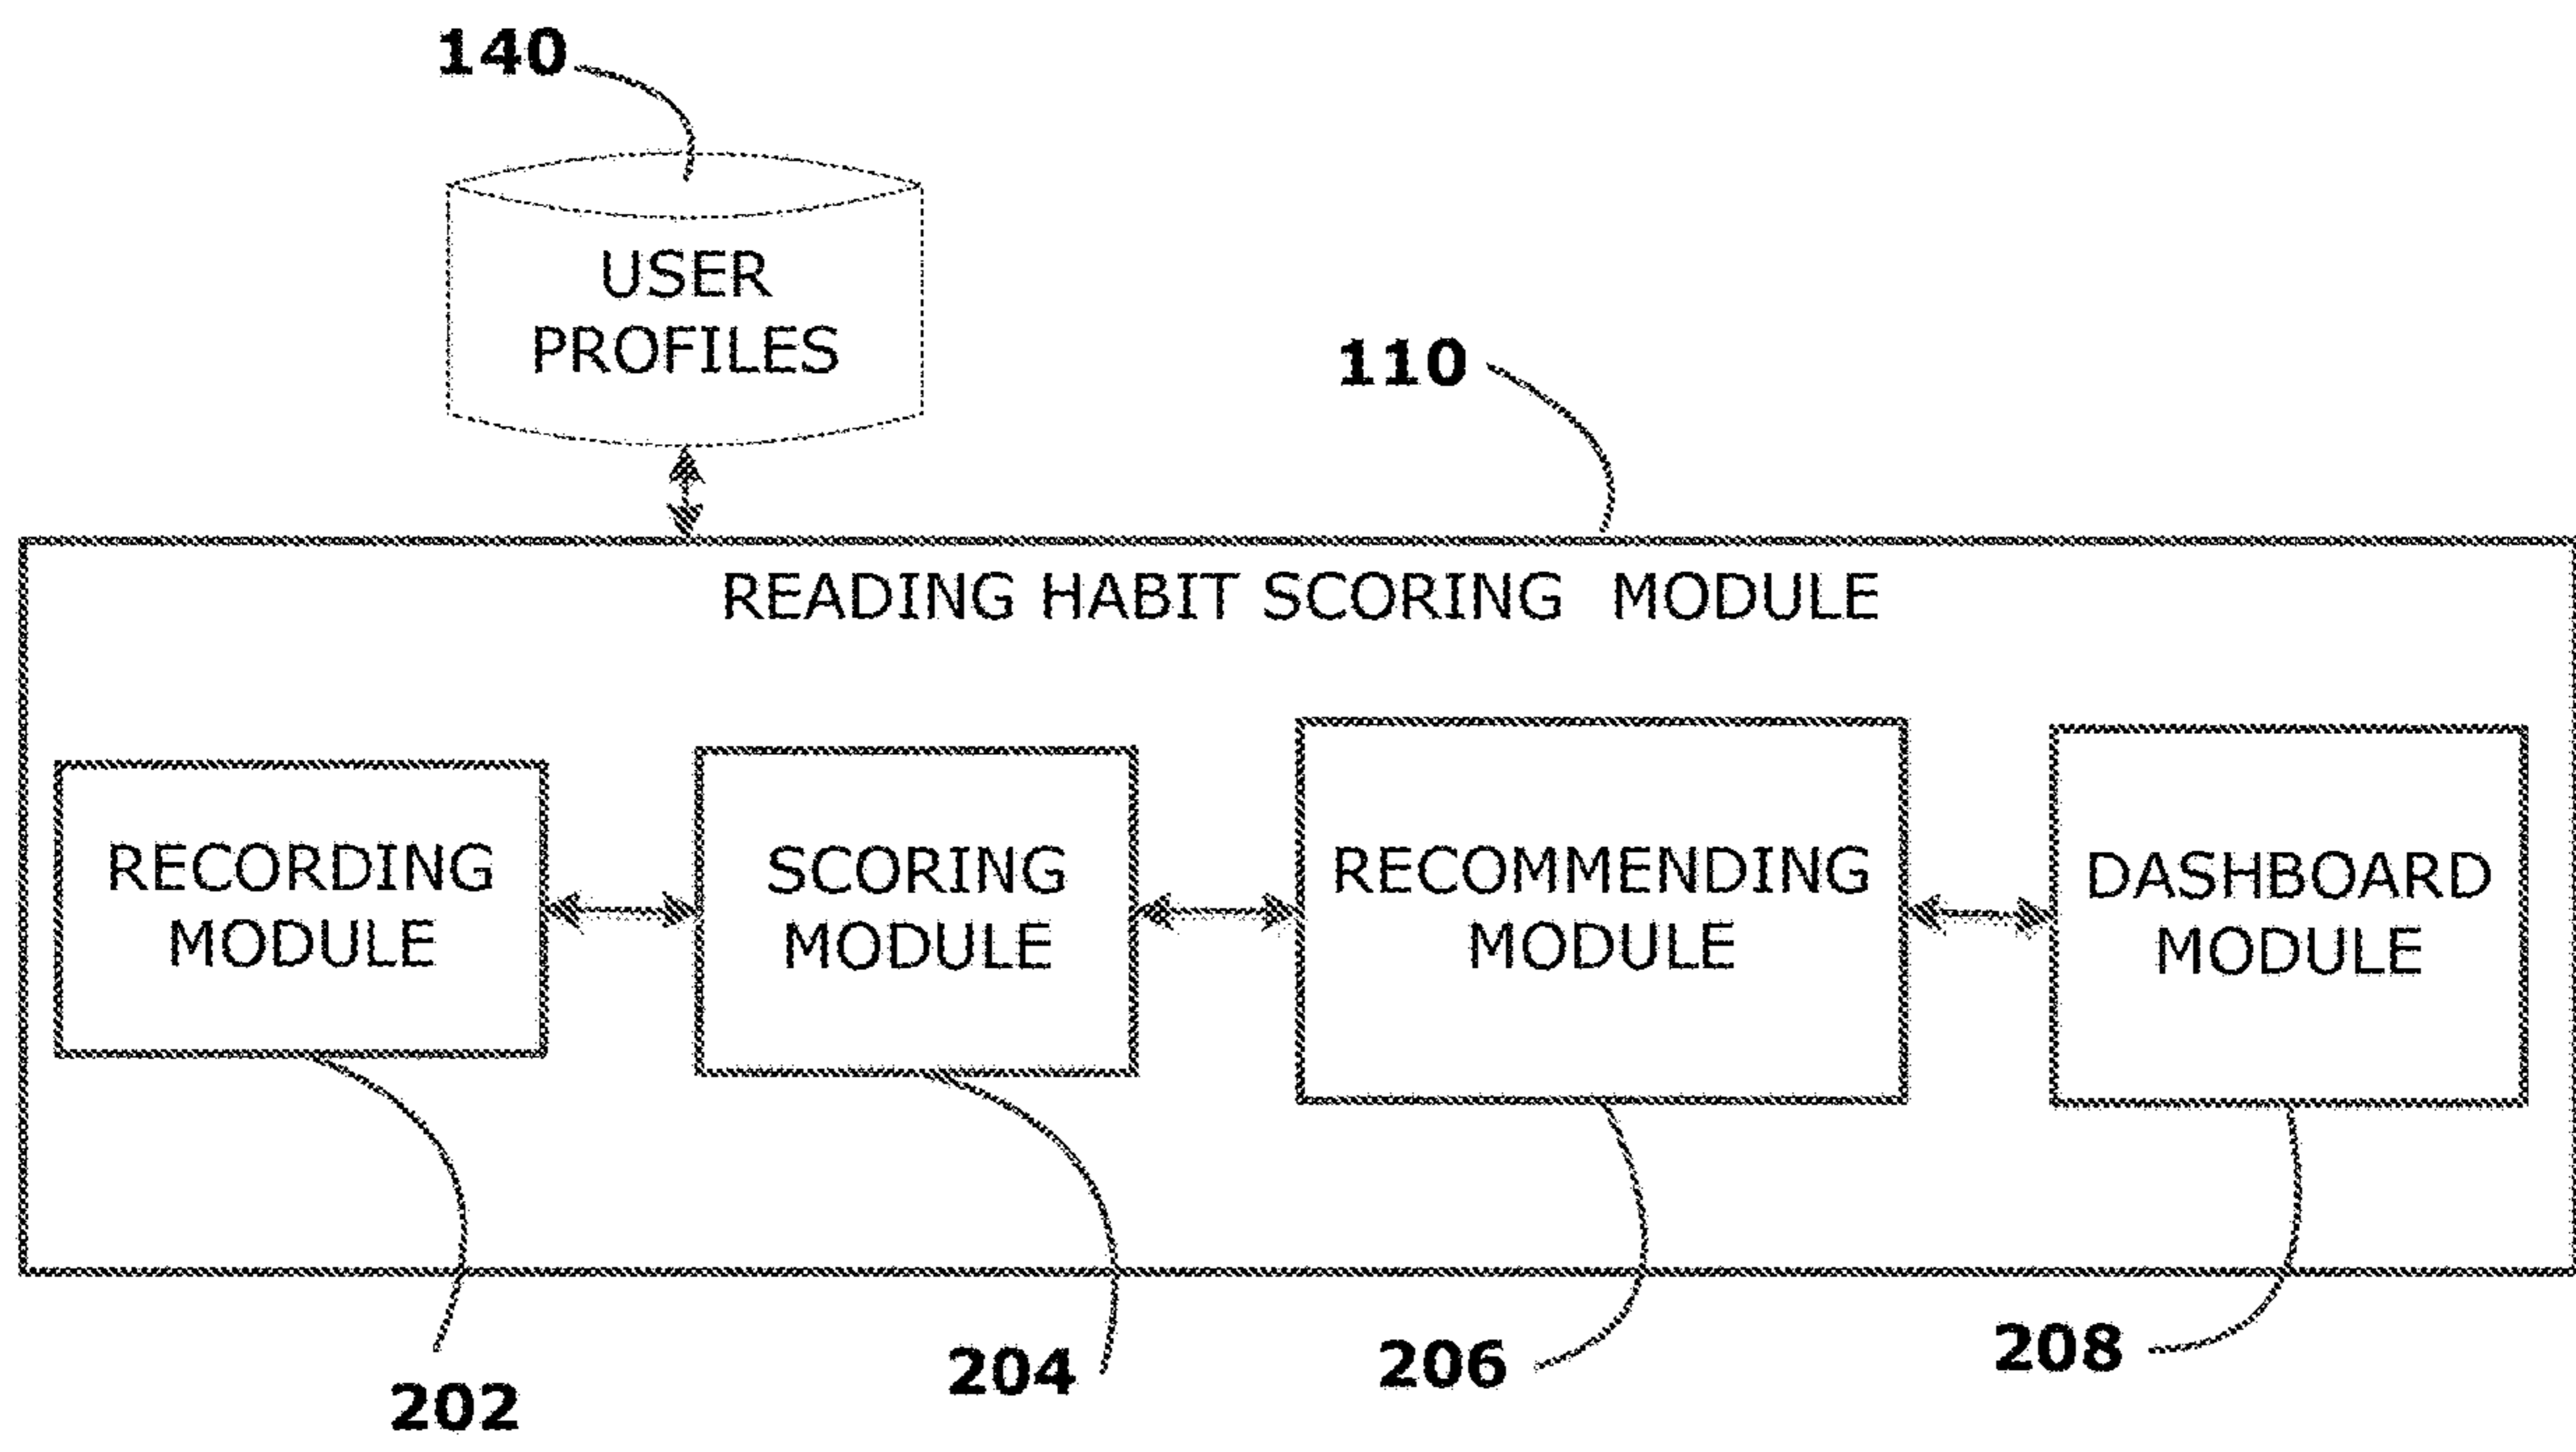 140
USER
PROFILES
110
READING HABIT SCORING MODULE
RECORDING
MODULE
SCORING
MODULE
RECOMMENDING
MODULE
DASHBOARD
MODULE
202
204
206
208